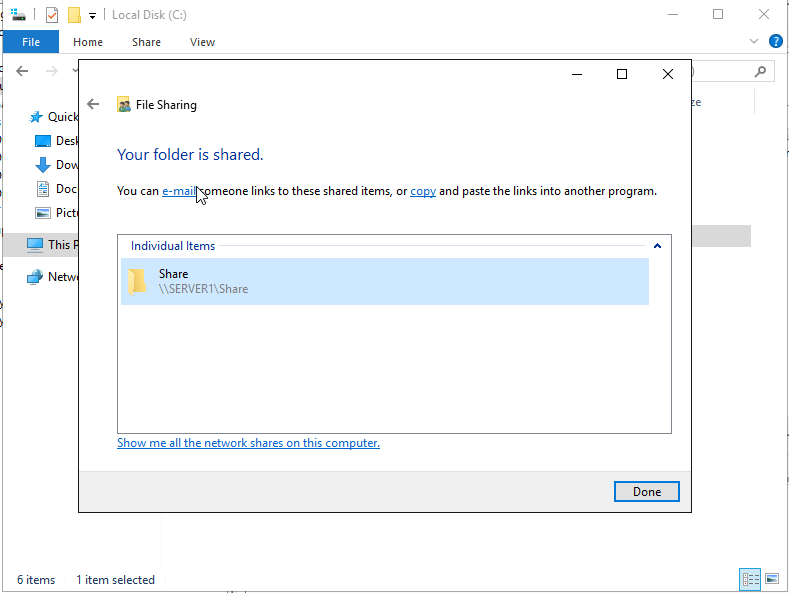 Local Disk (C:)
File Home Share View
File Sharing
Your folder is shared.
You can e-mail someone links to these shared items, or copy and paste the links into another program.
Individual Items
Share
\\SERVER1\Share
Show me all the network shares on this computer.
Done
Quick
Desk
Dow
Doc
Pict
This P
Netw
ze
6 items 1 item selected